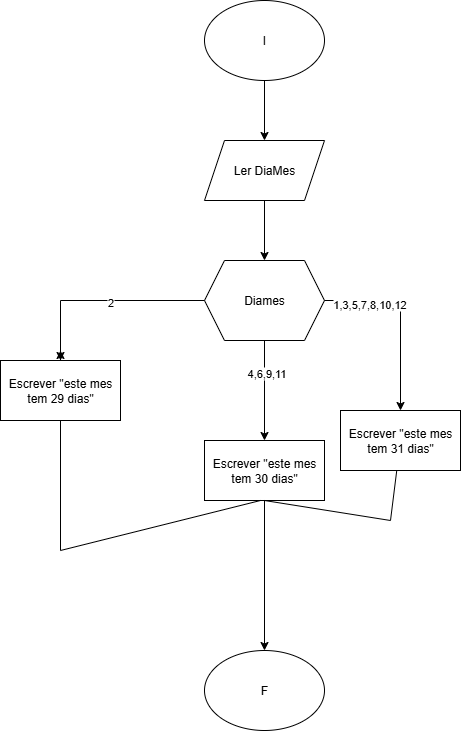 I
Ler DiaMes
Diames
2
1,3,5,7,8,10,12
4,6,9,11
Escrever "este mes
tem 29 dias"
Escrever "este mes
tem 31 dias"
Escrever "este mes
tem 30 dias"
F